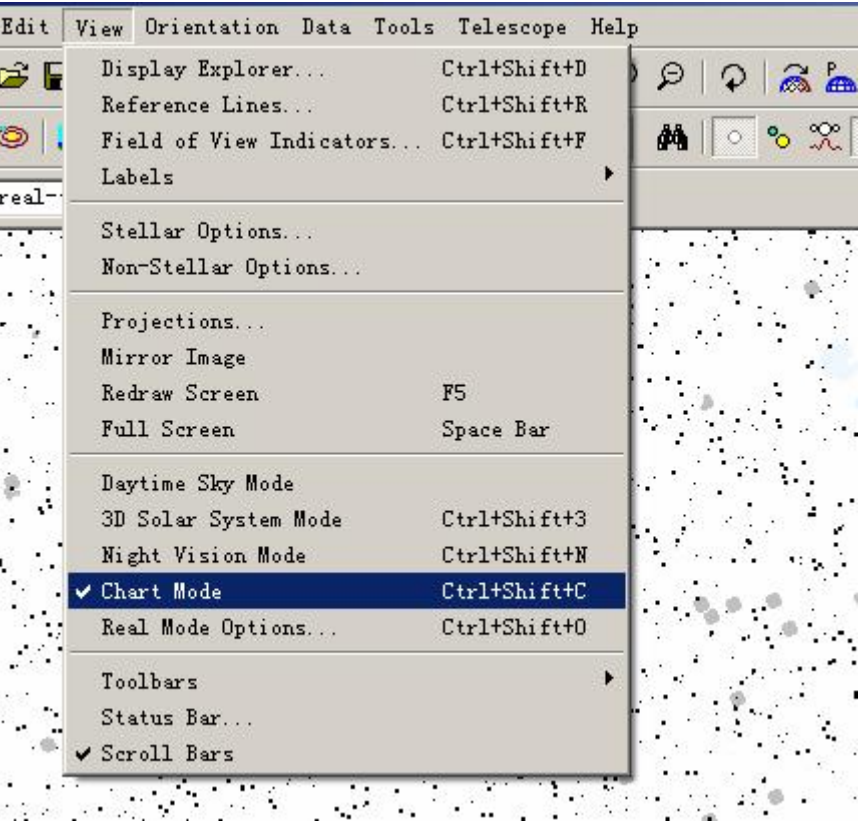 Edit View Orientation Data Tools Telescope Help
Display Explorer... Ctrl+Shift+D
Reference Lines... Ctrl+Shift+R
Field of View Indicators... Ctrl+Shift+F
Labels
real-
Stellar Options...
Non-Stellar Options...
Projections...
Mirror Image
Redraw Screen F5
Full Screen Space Bar
Daytime Sky Mode
3D Solar System Mode Ctrl+Shift+3
Night Vision Mode Ctrl+Shift+N
Chart Mode Ctrl+Shift+C
Real Mode Options... Ctrl+Shift+O
Toolbars
Status Bar...
Scroll Bars